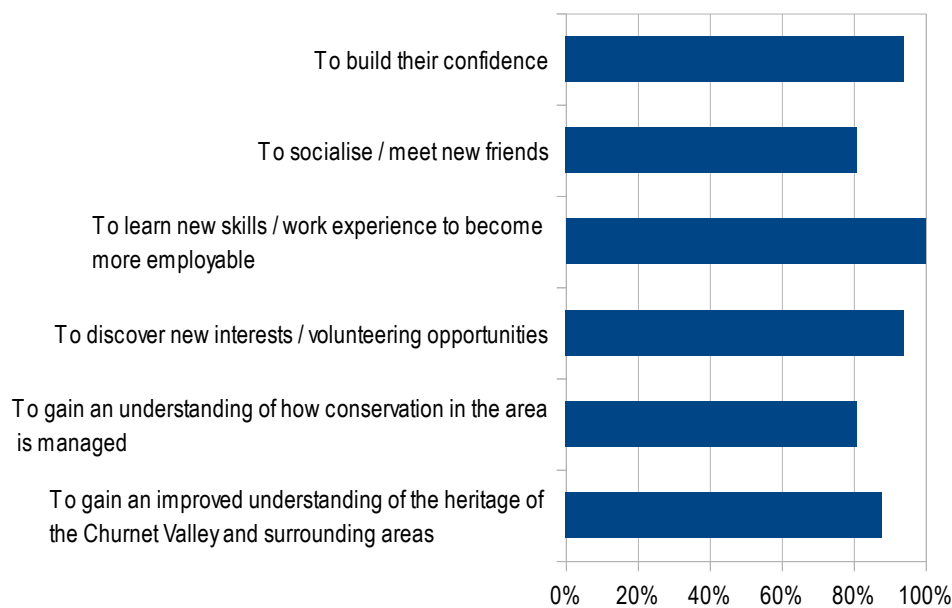 To build their confidence
To socialise / meet new friends
To learn new skills / work experience to become
more employable
To discover new interests / volunteering opportunities
To gain an understanding of how conservation in the area
is managed
To gain an improved understanding of the heritage of
the Churnet Valley and surrounding areas
0% 20% 40% 60% 80% 100%